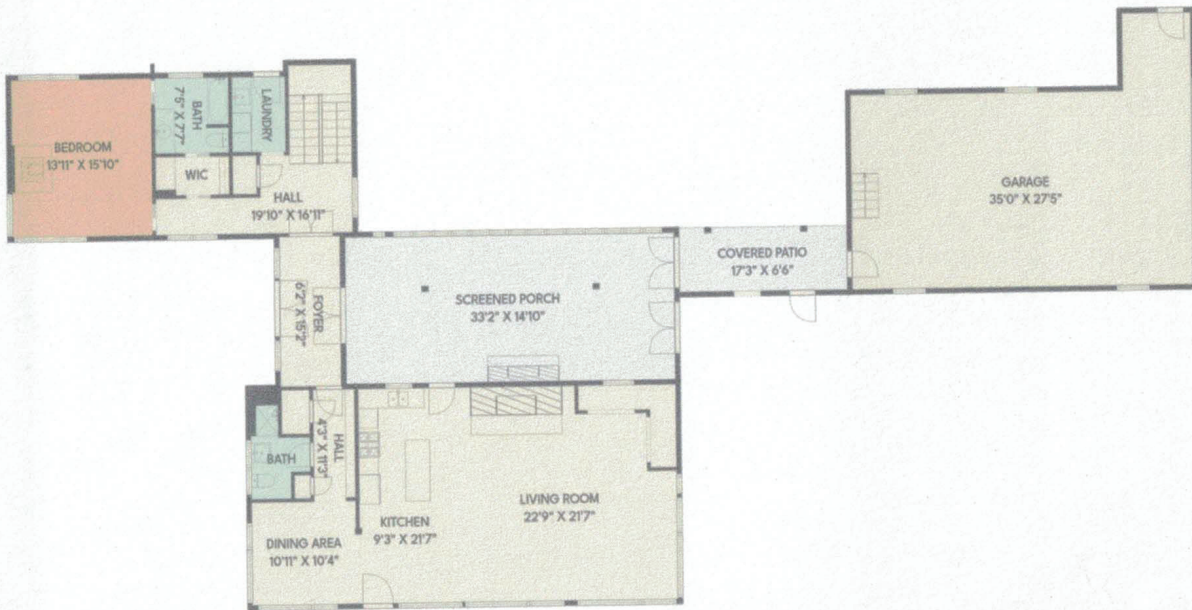 BEDROOM
13'11" X 15'10"
BATH
7'5" X 7'7"
LAUNDRY
WIC
HALL
19'10" X 16'11"
GARAGE
35'0" X 27'5"
COVERED PATIO
17'3" X 6'6"
FOYER
6'2" X 15'2"
SCREENED PORCH
33'2" X 14'10"
HALL
4'3" X 11'3"
BATH
LIVING ROOM
22'9" X 21'7"
KITCHEN
9'3" X 21'7"
DINING AREA
10'11" X 10'4"